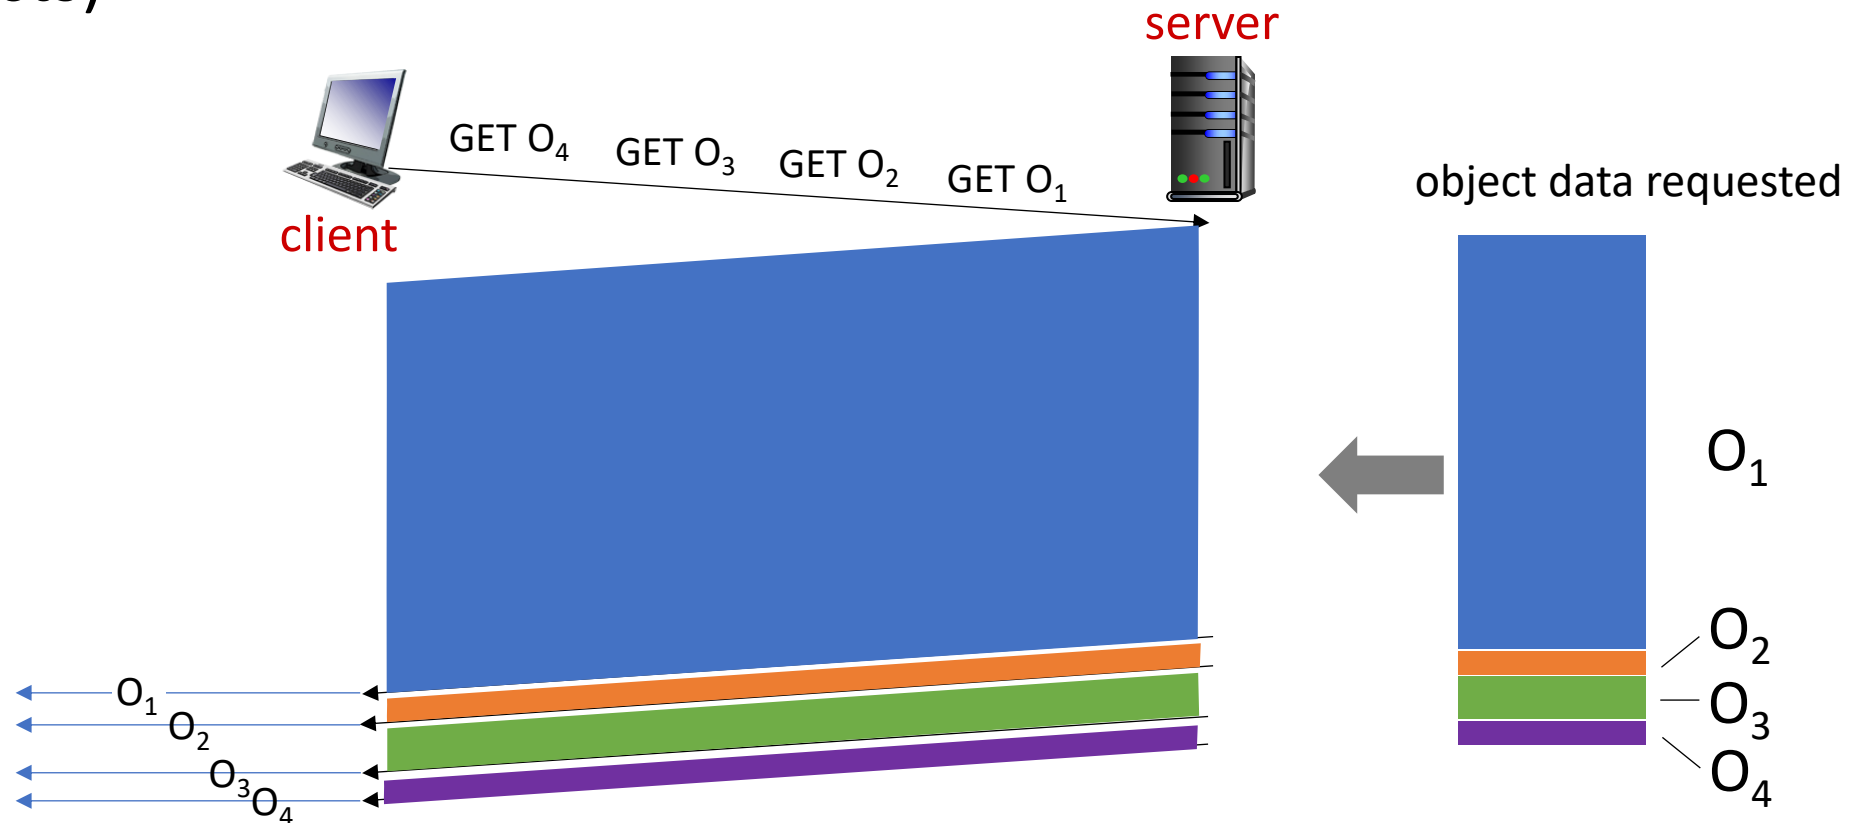 server
GET O₄ GET O₃ GET O₂ GET O₁
object data requested
client
O₁
O₂
O₃
O₄
O₁
O₂
O₃
O₄